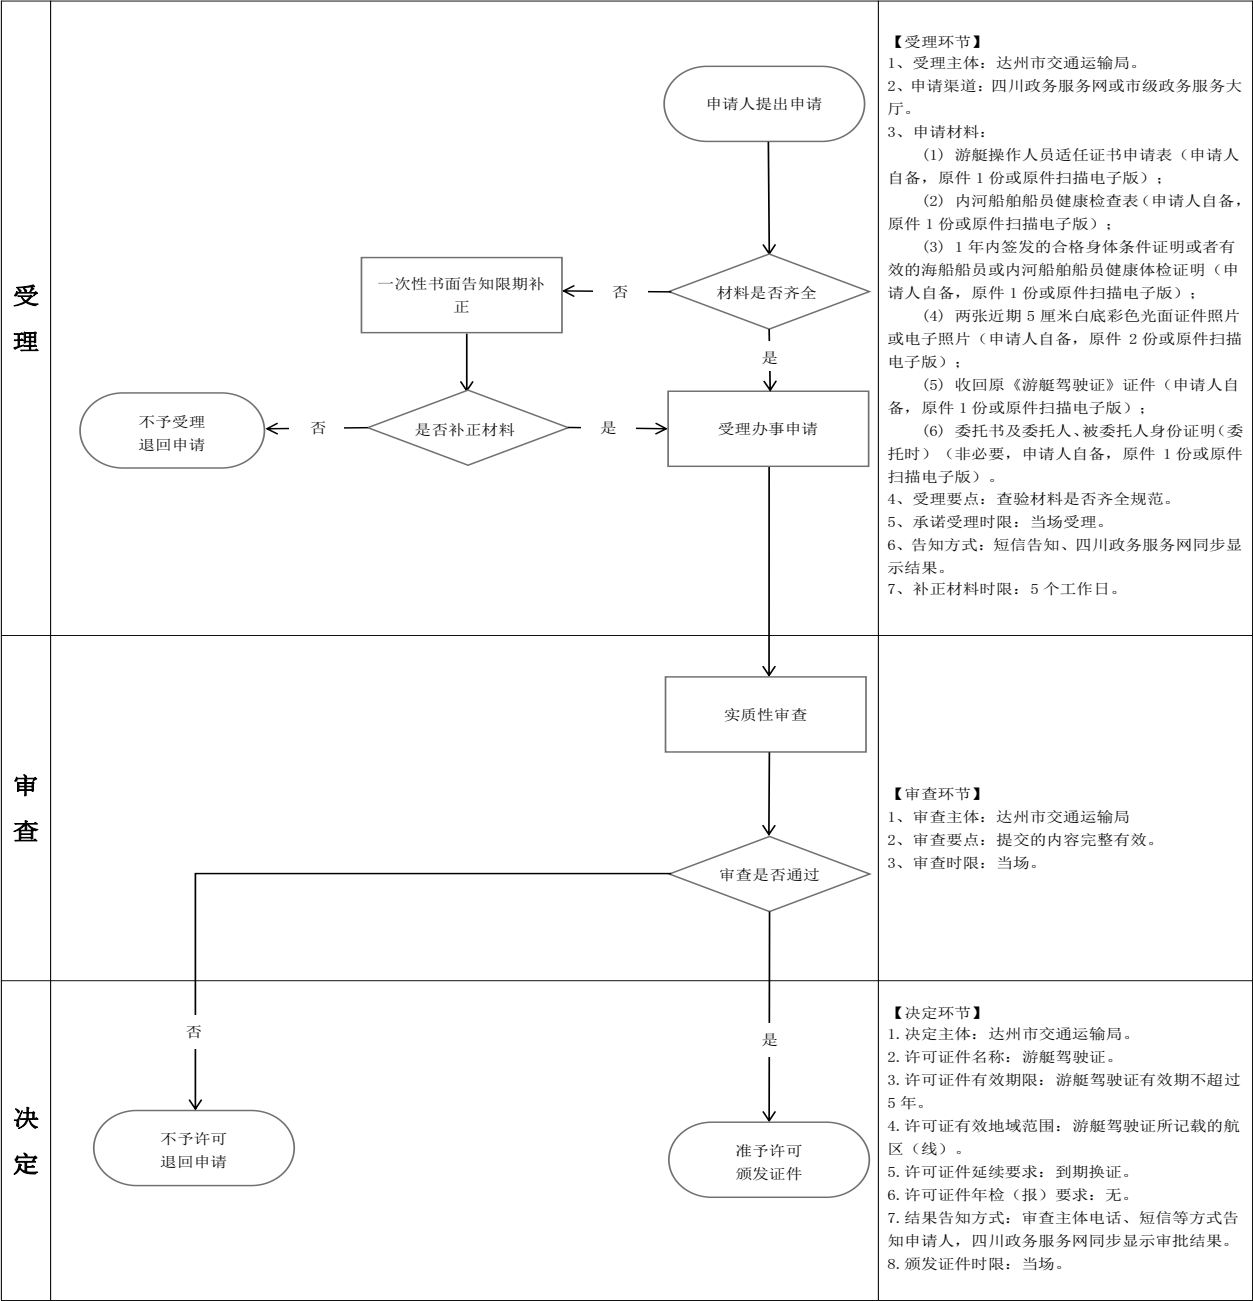 受
理
申请人提出申请
材料是否齐全
否
一次性书面告知限期补
正
是
不予受理
退回申请
否
是否补正材料
是
受理办事申请
【受理环节】
1、受理主体：达州市交通运输局。
2、申请渠道：四川政务服务网或市级政务服务大
厅。
3、申请材料：
（1）游艇操作人员适任证书申请表（申请人
自备，原件 1 份或原件扫描电子版）；
（2）内河船舶船员健康检查表（申请人自备，
原件 1 份或原件扫描电子版）；
（3）1 年内签发的合格身体条件证明或者有
效的海船船员或内河船舶船员健康体检证明（申
请人自备，原件 1 份或原件扫描电子版）；
（4）两张近期 5 厘米白底彩色光面证件照片
或电子照片（申请人自备，原件 2 份或原件扫描
电子版）；
（5）收回原《游艇驾驶证》证件（申请人自
备，原件 1 份或原件扫描电子版）；
（6）委托书及委托人、被委托人身份证明（委
托时）（非必要，申请人自备，原件 1 份或原件
扫描电子版）。
4、受理要点：查验材料是否齐全规范。
5、承诺受理时限：当场受理。
6、告知方式：短信告知、四川政务服务网同步显
示结果。
7、补正材料时限：5 个工作日。
审
查
实质性审查
审查是否通过
【审查环节】
1、审查主体：达州市交通运输局
2、审查要点：提交的内容完整有效。
3、审查时限：当场。
决
定
否
是
不予许可
退回申请
准予许可
颁发证件
【决定环节】
1.决定主体：达州市交通运输局。
2.许可证件名称：游艇驾驶证。
3.许可证件有效期限：游艇驾驶证有效期不超过
5 年。
4.许可证有效地域范围：游艇驾驶证所记载的航
区（线）。
5.许可证件延续要求：到期换证。
6.许可证件年检（报）要求：无。
7.结果告知方式：审查主体电话、短信等方式告
知申请人，四川政务服务网同步显示审批结果。
8.颁发证件时限：当场。